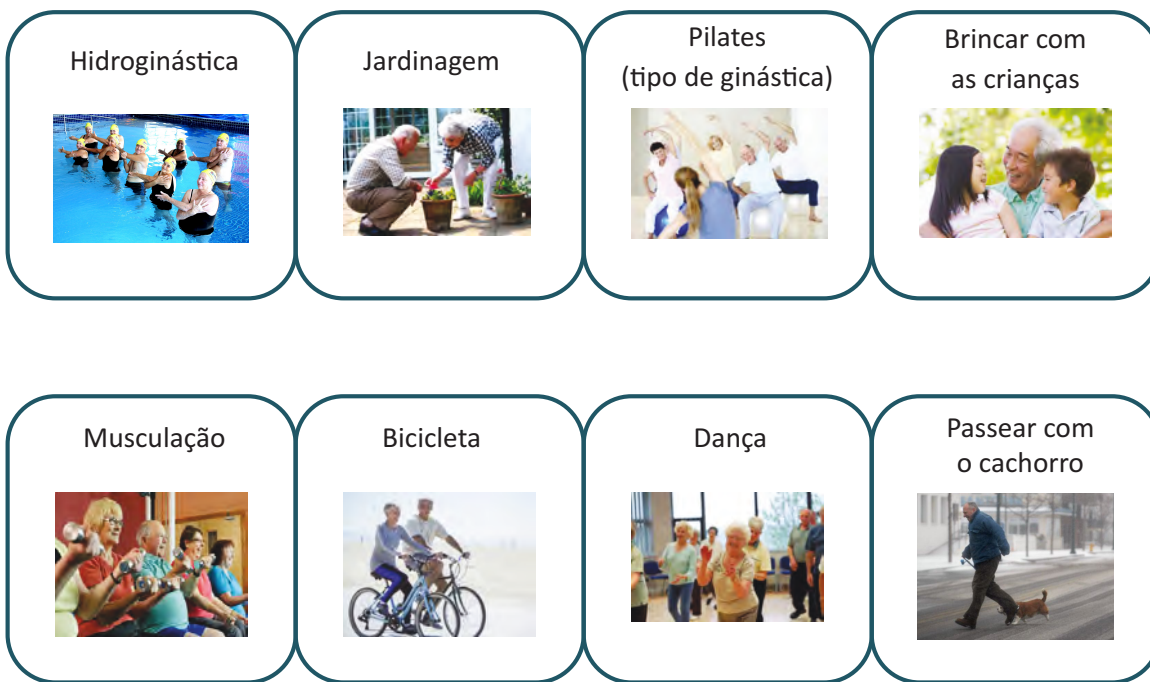 Hidroginástica
Jardinagem
Pilates
(tipo de ginástica)
Brincar com
as crianças
Musculação
Bicicleta
Dança
Passear com
o cachorro